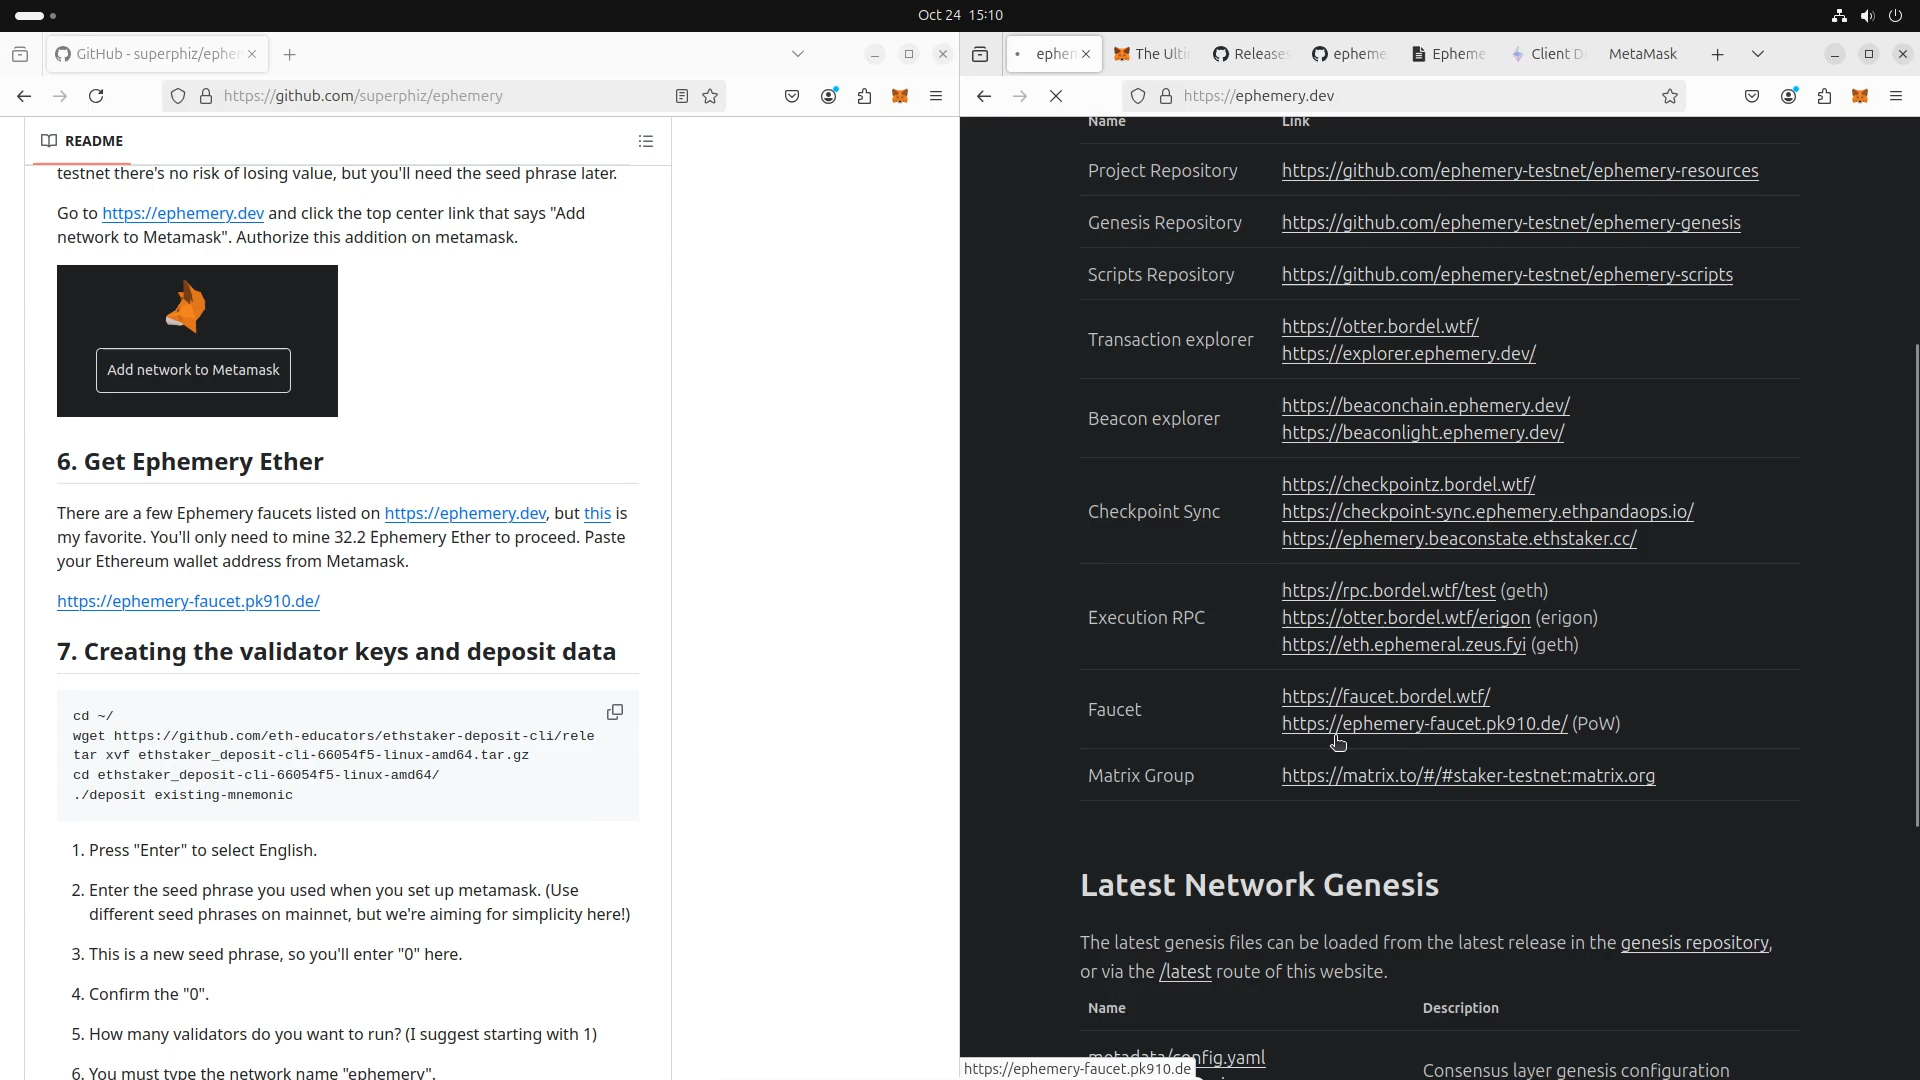 Oct 24 15:10
GitHub - superphiz/ephem
https://github.com/superphiz/ephemery
README
testnet there's no risk of losing value, but you'll need the seed phrase later.
Go to https://ephemery.dev and click the top center link that says "Add
network to Metamask". Authorize this addition on metamask.
Add network to Metamask
6. Get Ephemery Ether
There are a few Ephemery faucets listed on https://ephemery.dev, but this is
my favorite. You'll only need to mine 32.2 Ephemery Ether to proceed. Paste
your Ethereum wallet address from Metamask.
https://ephemery-faucet.pk910.de/
7. Creating the validator keys and deposit data
cd ~/
wget https://github.com/eth-educators/ethstaker-deposit-cli/rele
tar xvf ethstaker_deposit-cli-66054f5-linux-amd64.tar.gz
cd ethstaker_deposit-cli-66054f5-linux-amd64/
./deposit existing-mnemonic
1. Press "Enter" to select English.
2. Enter the seed phrase you used when you set up metamask. (Use
different seed phrases on mainnet, but we're aiming for simplicity here!)
3. This is a new seed phrase, so you'll enter "0" here.
4. Confirm the "0".
5. How many validators do you want to run? (I suggest starting with 1)
6. You must type the network name "ephemery".
ephem
The Ulti
Releases
epheme
Epheme
Client Di
MetaMask
https://ephemery.dev
Name Link
Project Repository https://github.com/ephemery-testnet/ephemery-resources
Genesis Repository https://github.com/ephemery-testnet/ephemery-genesis
Scripts Repository https://github.com/ephemery-testnet/ephemery-scripts
Transaction explorer https://otter.bordel.wtf/
https://explorer.ephemery.dev/
Beacon explorer https://beaconchain.ephemery.dev/
https://beaconlight.ephemery.dev/
Checkpoint Sync https://checkpointz.bordel.wtf/
https://checkpoint-sync.ephemery.ethpandaops.io/
https://ephemery.beaconstate.ethstaker.cc/
Execution RPC https://rpc.bordel.wtf/test (geth)
https://otter.bordel.wtf/erigon (erigon)
https://eth.ephemeral.zeus.fyi (geth)
Faucet https://faucet.bordel.wtf/
https://ephemery-faucet.pk910.de/ (PoW)
Matrix Group https://matrix.to/#/#staker-testnet:matrix.org
Latest Network Genesis
The latest genesis files can be loaded from the latest release in the genesis repository,
or via the /latest route of this website.
Name Description
metadata/config.yaml
Consensus layer genesis configuration
https://ephemery-faucet.pk910.de